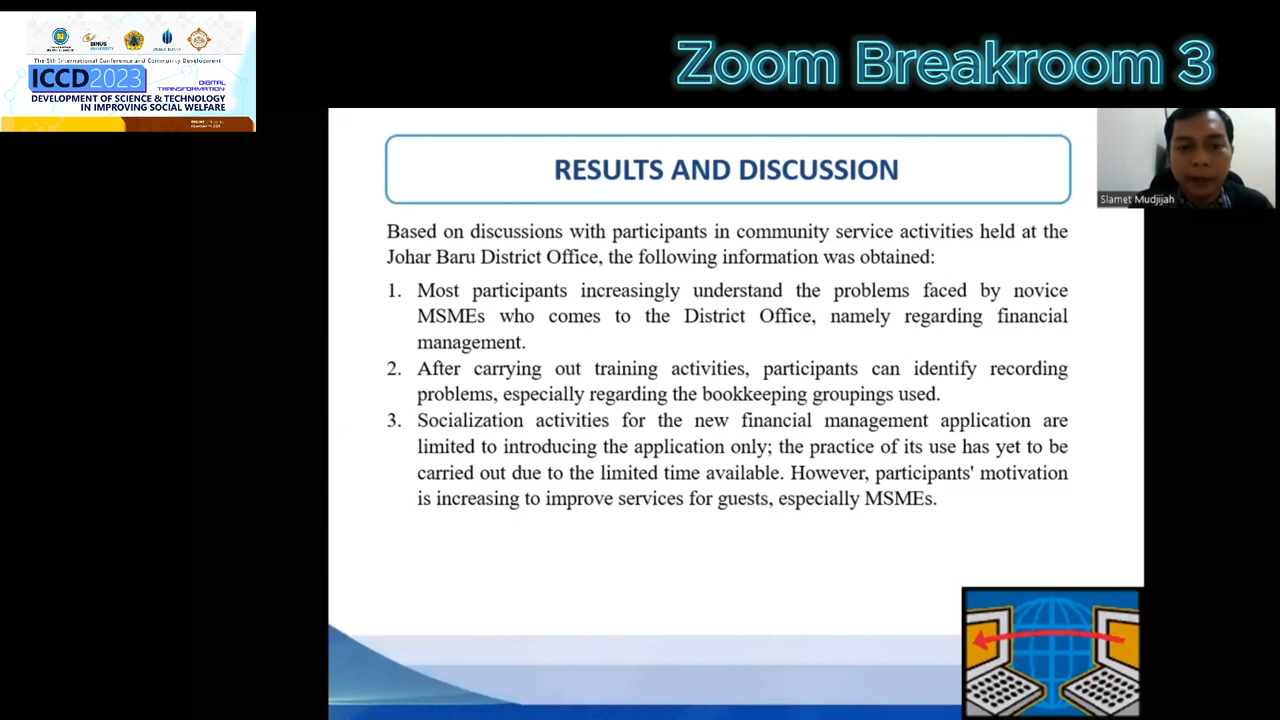 BINUS
UNIVERSITY
The 5th International Conference and Community Development
ICCD2023
DIGITAL
TRANSFORMATION:
DEVELOPMENT OF SCIENCE & TECHNOLOGY
IN IMPROVING SOCIAL WELFARE
Zoom Breakroom 3
Slamet Mudjijah
RESULTS AND DISCUSSION
Based on discussions with participants in community service activities held at the
Johar Baru District Office, the following information was obtained:
1. Most participants increasingly understand the problems faced by novice
MSMEs who comes to the District Office, namely regarding financial
management.
2. After carrying out training activities, participants can identify recording
problems, especially regarding the bookkeeping groupings used.
3. Socialization activities for the new financial management application are
limited to introducing the application only; the practice of its use has yet to be
carried out due to the limited time available. However, participants' motivation
is increasing to improve services for guests, especially MSMEs.